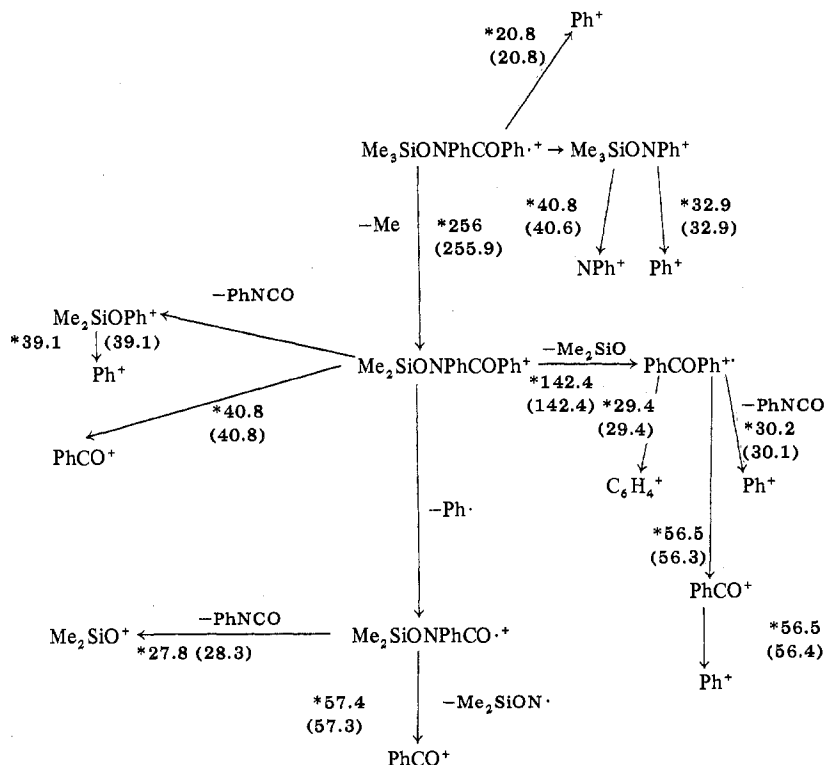 Ph⁺
*20.8
(20.8)
Me₃SiONPhCOPh·⁺ → Me₃SiONPh⁺
−Me
*256
(255.9)
*40.8
(40.6)
*32.9
(32.9)
NPh⁺ Ph⁺
−PhNCO
Me₂SiOPh⁺
*39.1 (39.1)
Ph⁺
Me₂SiONPhCOPh⁺
−Me₂SiO
*142.4
(142.4)
PhCOPh⁺·
*40.8
(40.8)
PhCO⁺
*29.4
(29.4)
−PhNCO
*30.2
(30.1)
C₆H₄⁺
Ph⁺
−Ph·
*56.5
(56.3)
PhCO⁺
*56.5
(56.4)
Ph⁺
Me₂SiO⁺
−PhNCO
*27.8 (28.3)
Me₂SiONPhCO·⁺
*57.4
(57.3)
−Me₂SiON·
PhCO⁺